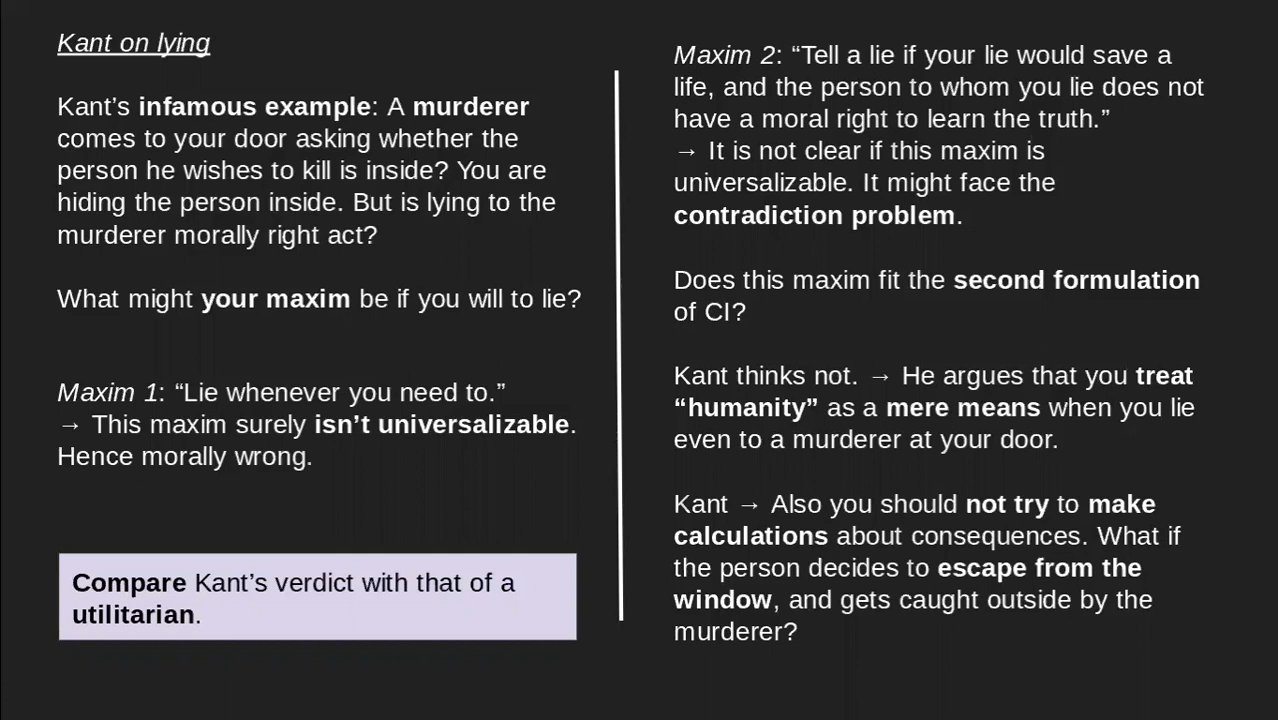 Kant on lying
Kant’s infamous example: A murderer
comes to your door asking whether the
person he wishes to kill is inside? You are
hiding the person inside. But is lying to the
murderer morally right act?
What might your maxim be if you will to lie?
Maxim 1: “Lie whenever you need to.”
→ This maxim surely isn’t universalizable.
Hence morally wrong.
Compare Kant’s verdict with that of a
utilitarian.
Maxim 2: “Tell a lie if your lie would save a
life, and the person to whom you lie does not
have a moral right to learn the truth.”
→ It is not clear if this maxim is
universalizable. It might face the
contradiction problem.
Does this maxim fit the second formulation
of CI?
Kant thinks not. → He argues that you treat
“humanity” as a mere means when you lie
even to a murderer at your door.
Kant → Also you should not try to make
calculations about consequences. What if
the person decides to escape from the
window, and gets caught outside by the
murderer?